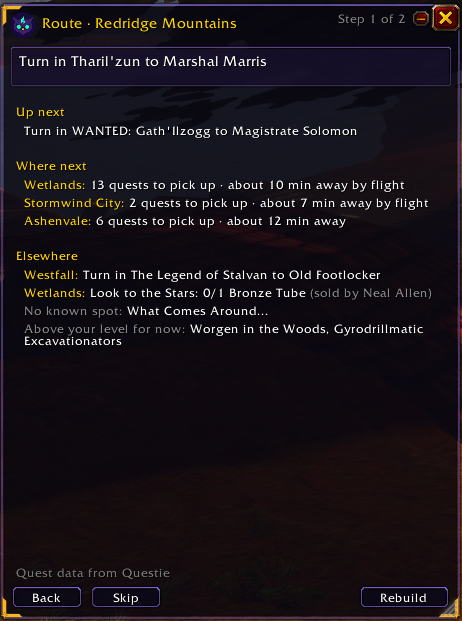 Route · Redridge Mountains
Step 1 of 2
Turn in Tharil'zun to Marshal Marris
Up next
Turn in WANTED: Gath'Ilzogg to Magistrate Solomon
Where next
Wetlands: 13 quests to pick up · about 10 min away by flight
Stormwind City: 2 quests to pick up · about 7 min away by flight
Ashenvale: 6 quests to pick up · about 12 min away
Elsewhere
Westfall: Turn in The Legend of Stalvan to Old Footlocker
Wetlands: Look to the Stars: 0/1 Bronze Tube (sold by Neal Allen)
No known spot: What Comes Around...
Above your level for now: Worgen in the Woods, Gyrodrillmatic
Excavationators
Quest data from Questie
Back
Skip
Rebuild